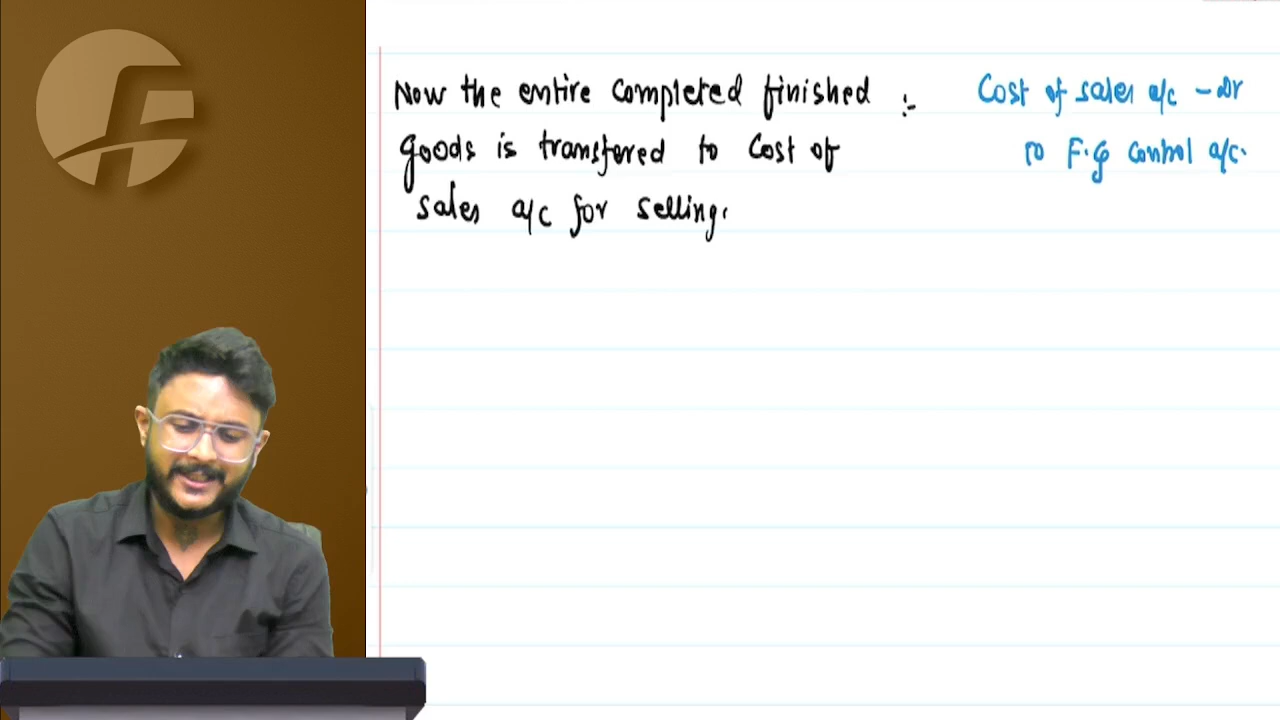 Now the entire completed finished :-
goods is transfered to cost of
sales a/c for selling.
Cost of sales a/c - Dr
To F.G control a/c.